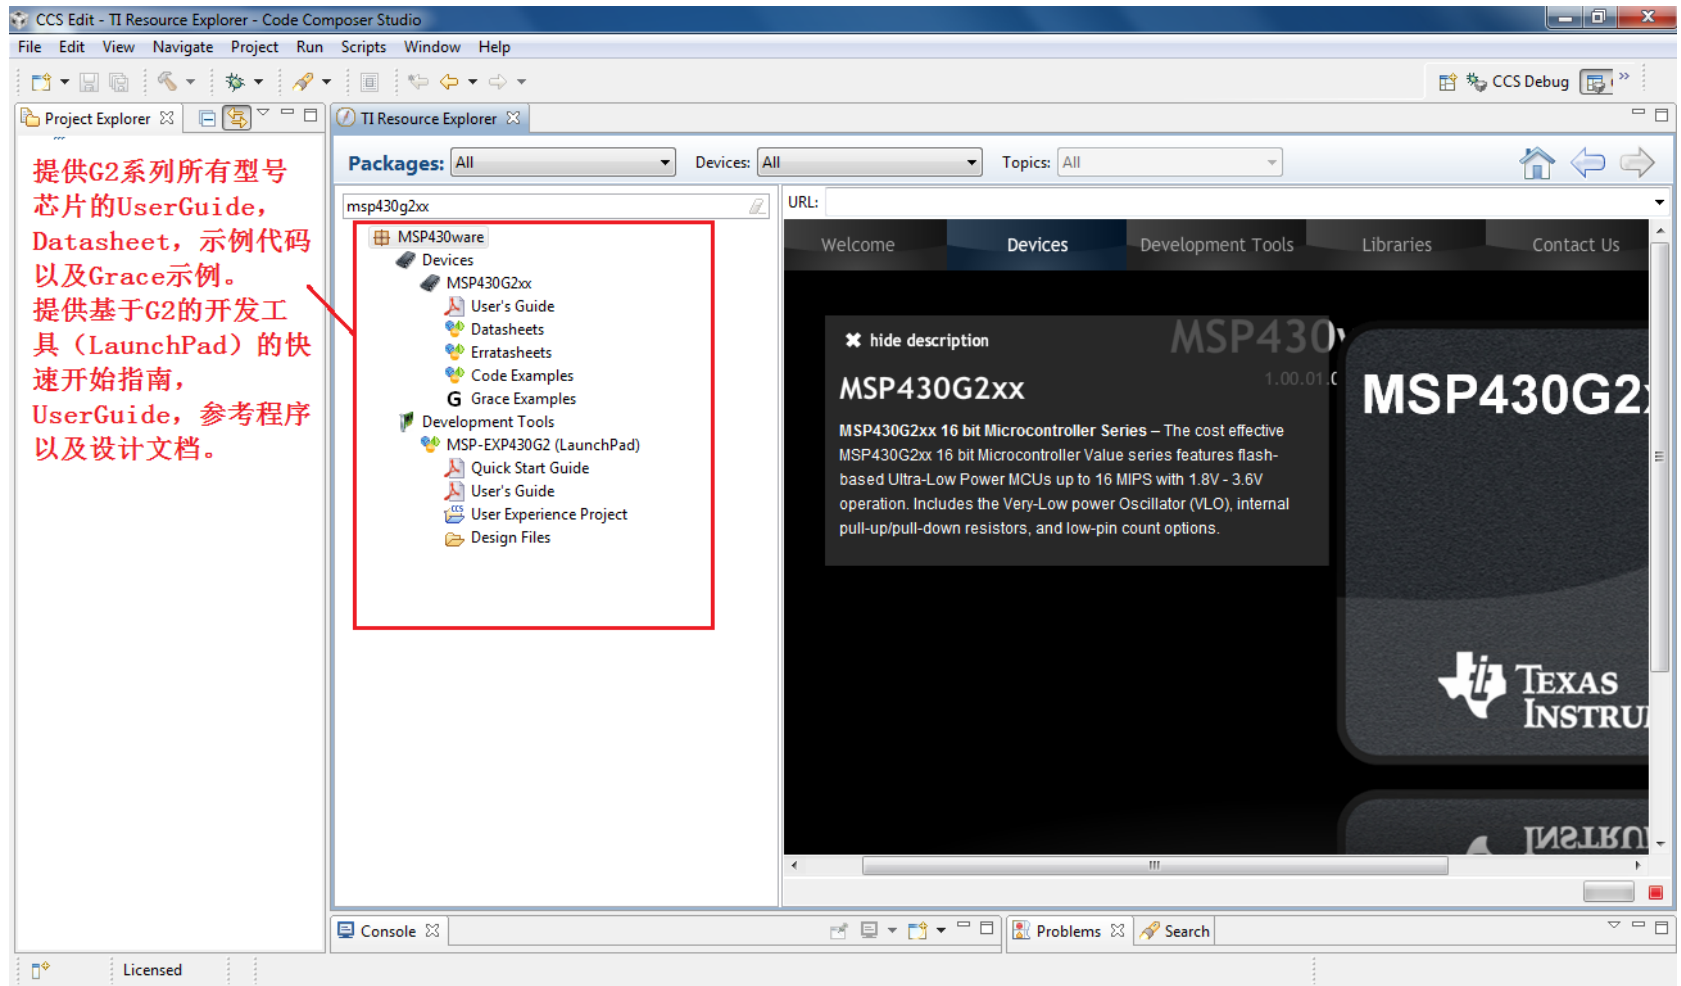 CCS Edit - TI Resource Explorer - Code Composer Studio
File Edit View Navigate Project Run Scripts Window Help
CCS Debug
Project Explorer
TI Resource Explorer
提供G2系列所有型号
芯片的UserGuide，
Datasheet，示例代码
以及Grace示例。
提供基于G2的开发工
具（LaunchPad）的快
速开始指南，
UserGuide，参考程序
以及设计文档。
Packages: All Devices: All Topics: All
msp430g2xx
MSP430ware
Devices
MSP430G2xx
User's Guide
Datasheets
Erratasheets
Code Examples
G Grace Examples
Development Tools
MSP-EXP430G2 (LaunchPad)
Quick Start Guide
User's Guide
User Experience Project
Design Files
URL:
Welcome Devices Development Tools Libraries Contact Us
hide description
MSP430
1.00.01.
MSP430G2xx
MSP430G2xx 16 bit Microcontroller Series – The cost effective
MSP430G2xx 16 bit Microcontroller Value series features flash-
based Ultra-Low Power MCUs up to 16 MIPS with 1.8V - 3.6V
operation. Includes the Very-Low power Oscillator (VLO), internal
pull-up/pull-down resistors, and low-pin count options.
MSP430G2
TEXAS
INSTRU
Console
Problems
Search
Licensed